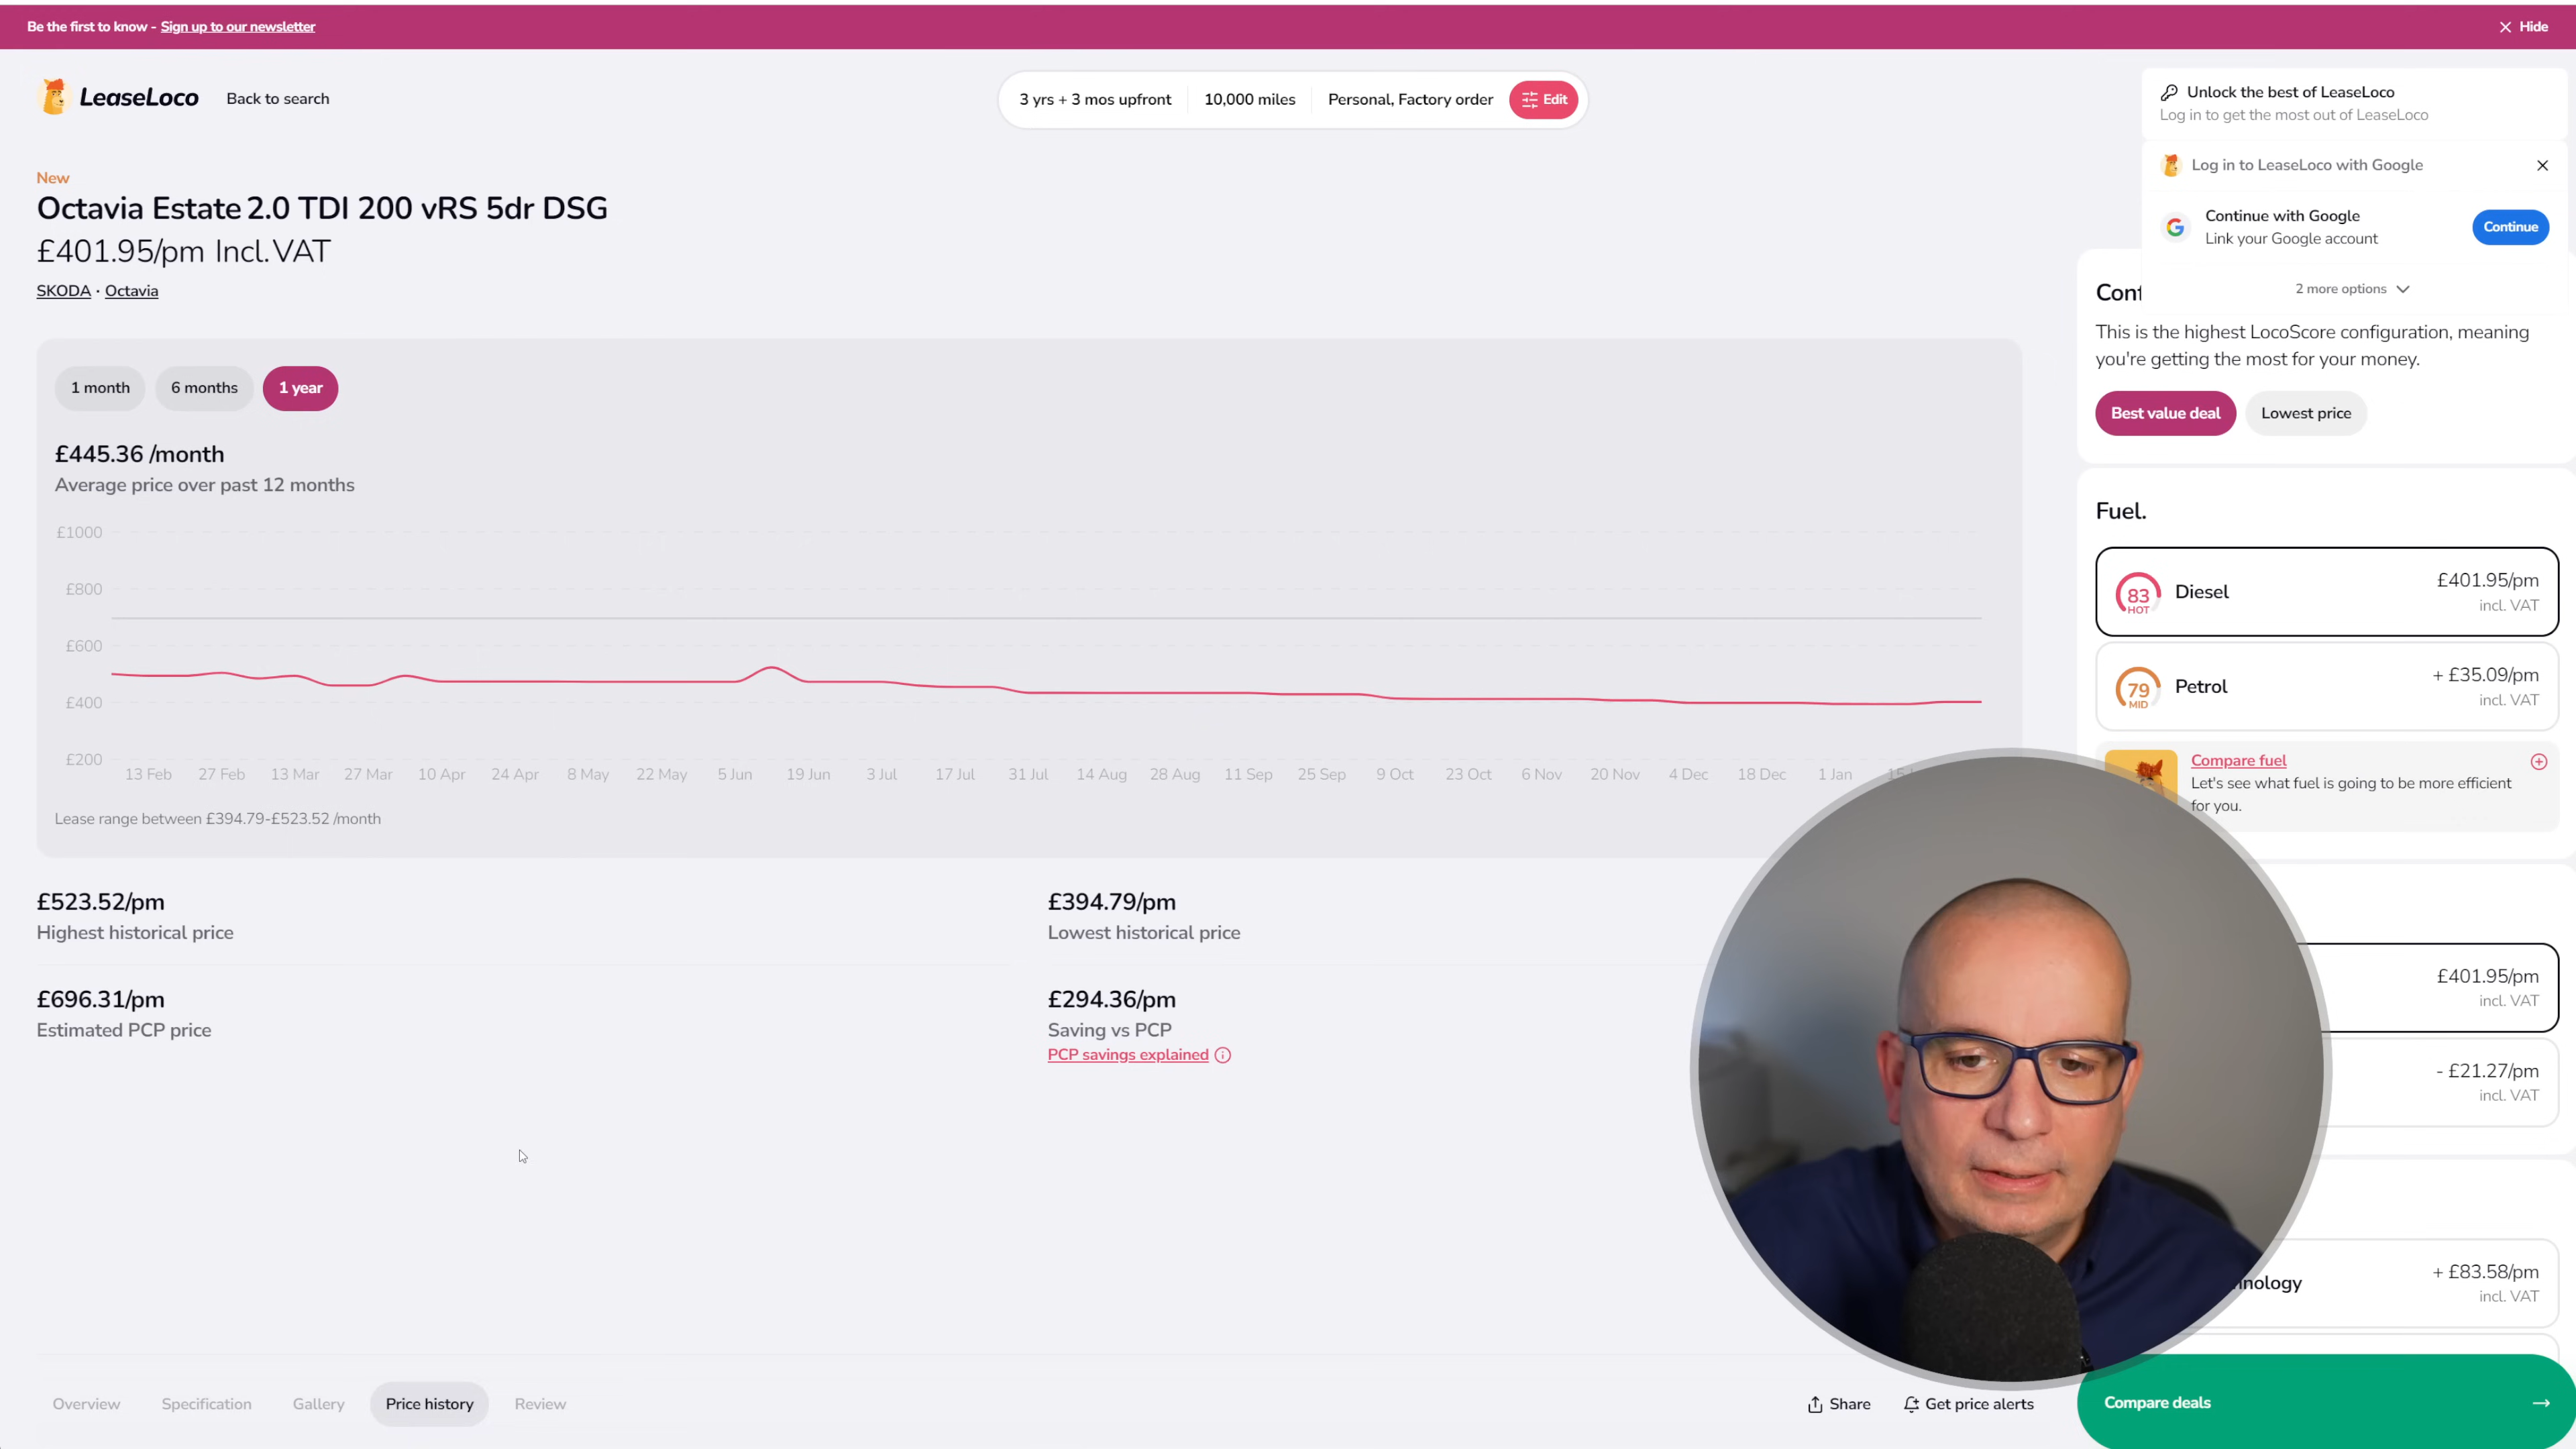 Be the first to know - Sign up to our newsletter
Hide
LeaseLoco
Back to search
3 yrs + 3 mos upfront
10,000 miles
Personal, Factory order
Edit
Unlock the best of LeaseLoco
Log in to get the most out of LeaseLoco
Log in to LeaseLoco with Google
Continue with Google
Link your Google account
Continue
2 more options
New
Octavia Estate 2.0 TDI 200 vRS 5dr DSG
£401.95/pm Incl.VAT
SKODA · Octavia
1 month
6 months
1 year
£445.36 /month
Average price over past 12 months
£1000
£800
£600
£400
£200
13 Feb
27 Feb
13 Mar
27 Mar
10 Apr
24 Apr
8 May
22 May
5 Jun
19 Jun
3 Jul
17 Jul
31 Jul
14 Aug
28 Aug
11 Sep
25 Sep
9 Oct
23 Oct
6 Nov
20 Nov
4 Dec
18 Dec
1 Jan
Lease range between £394.79-£523.52 /month
£523.52/pm
Highest historical price
£394.79/pm
Lowest historical price
£696.31/pm
Estimated PCP price
£294.36/pm
Saving vs PCP
PCP savings explained
This is the highest LocoScore configuration, meaning
you're getting the most for your money.
Best value deal
Lowest price
Fuel.
83
HOT
Diesel
£401.95/pm
incl. VAT
79
MID
Petrol
+ £35.09/pm
incl. VAT
Compare fuel
Let's see what fuel is going to be more efficient
for you.
£401.95/pm
incl. VAT
- £21.27/pm
incl. VAT
+ £83.58/pm
incl. VAT
Overview
Specification
Gallery
Price history
Review
Share
Get price alerts
Compare deals